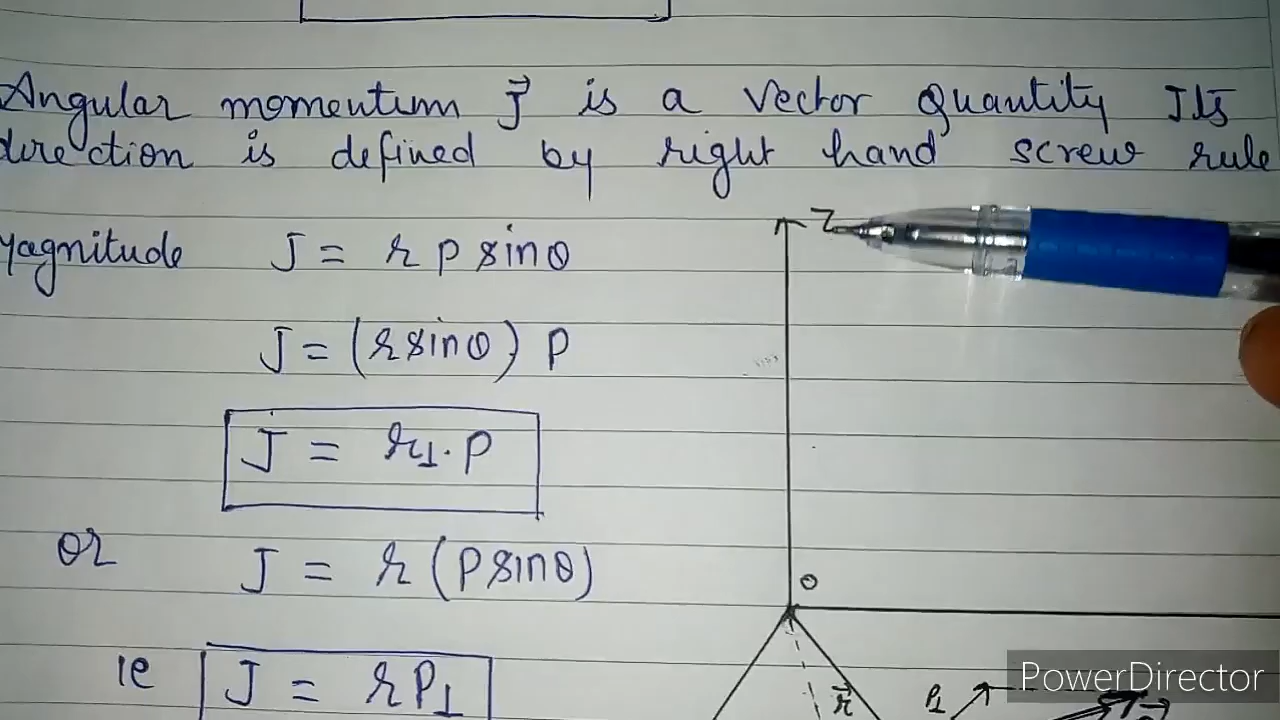 Angular momentum J⃗ is a vector Quantity Its
direction is defined by right hand screw rule
Magnitude J = r p sinθ
Z
J = (r sinθ) p
J = r⊥ · p
O
or J = r (p sinθ)
ie J = r P⊥
r⃗
P⊥
PowerDirector